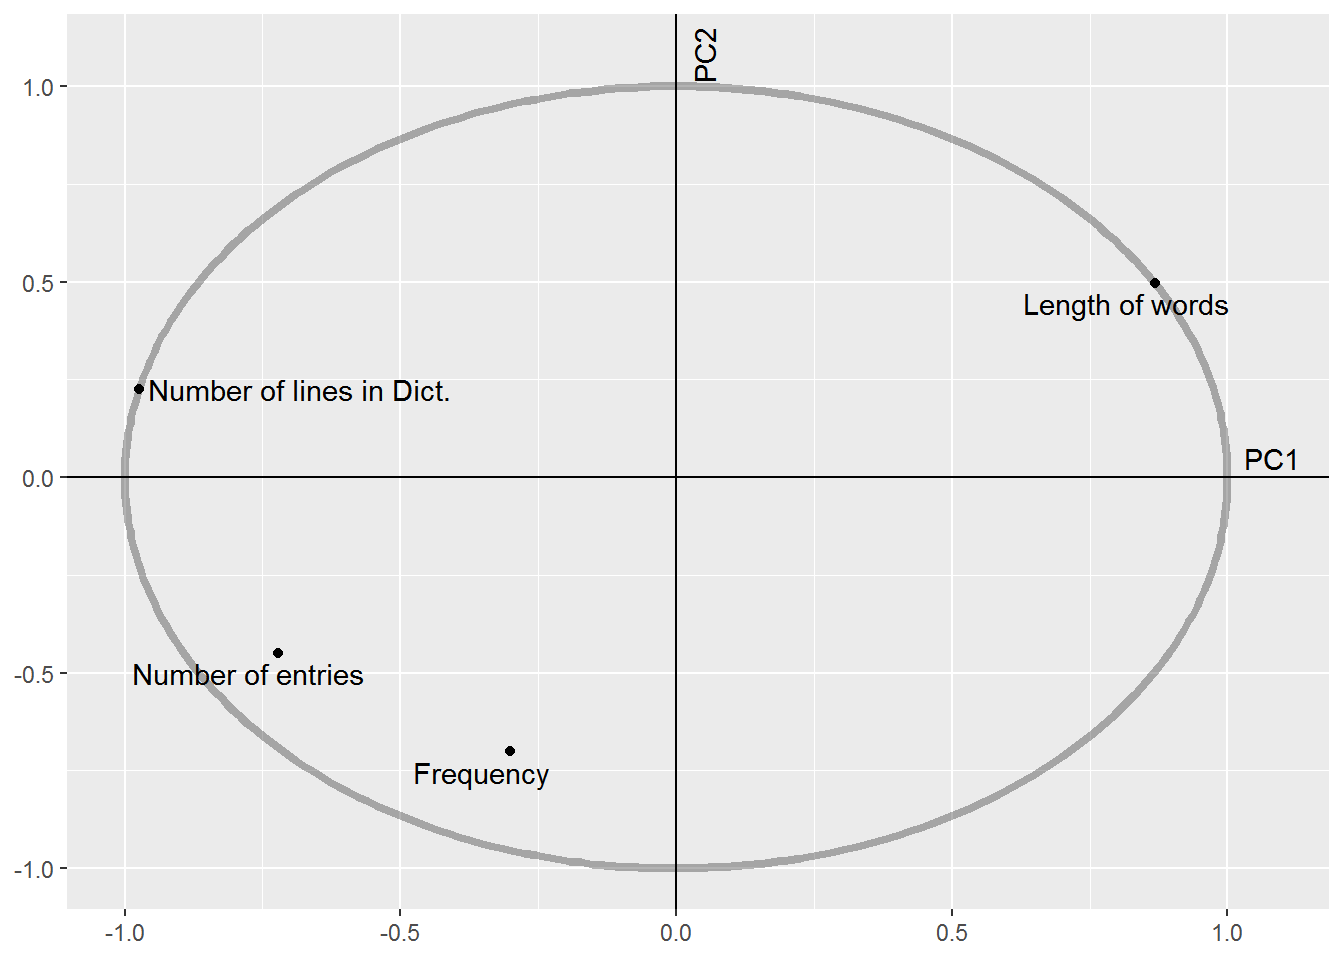 PC2
1.0
0.5
Length of words
Number of lines in Dict.
PC1
0.0
Number of entries
-0.5
Frequency
-1.0
-1.0 -0.5 0.0 0.5 1.0